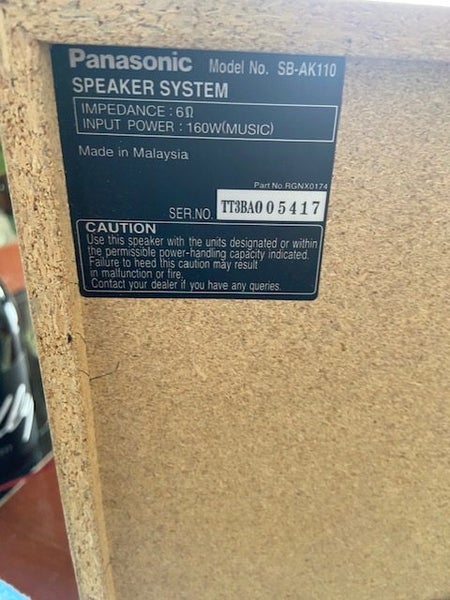 Panasonic Model No. SB-AK110
SPEAKER SYSTEM
IMPEDANCE : 6Ω
INPUT POWER : 160W(MUSIC)
Made in Malaysia
Part No.RGNX0174
SER.NO. TT3BA005417
CAUTION
Use this speaker with the units designated or within
the permissible power-handling capacity indicated.
Failure to heed this caution may result
in malfunction or fire.
Contact your dealer if you have any queries.